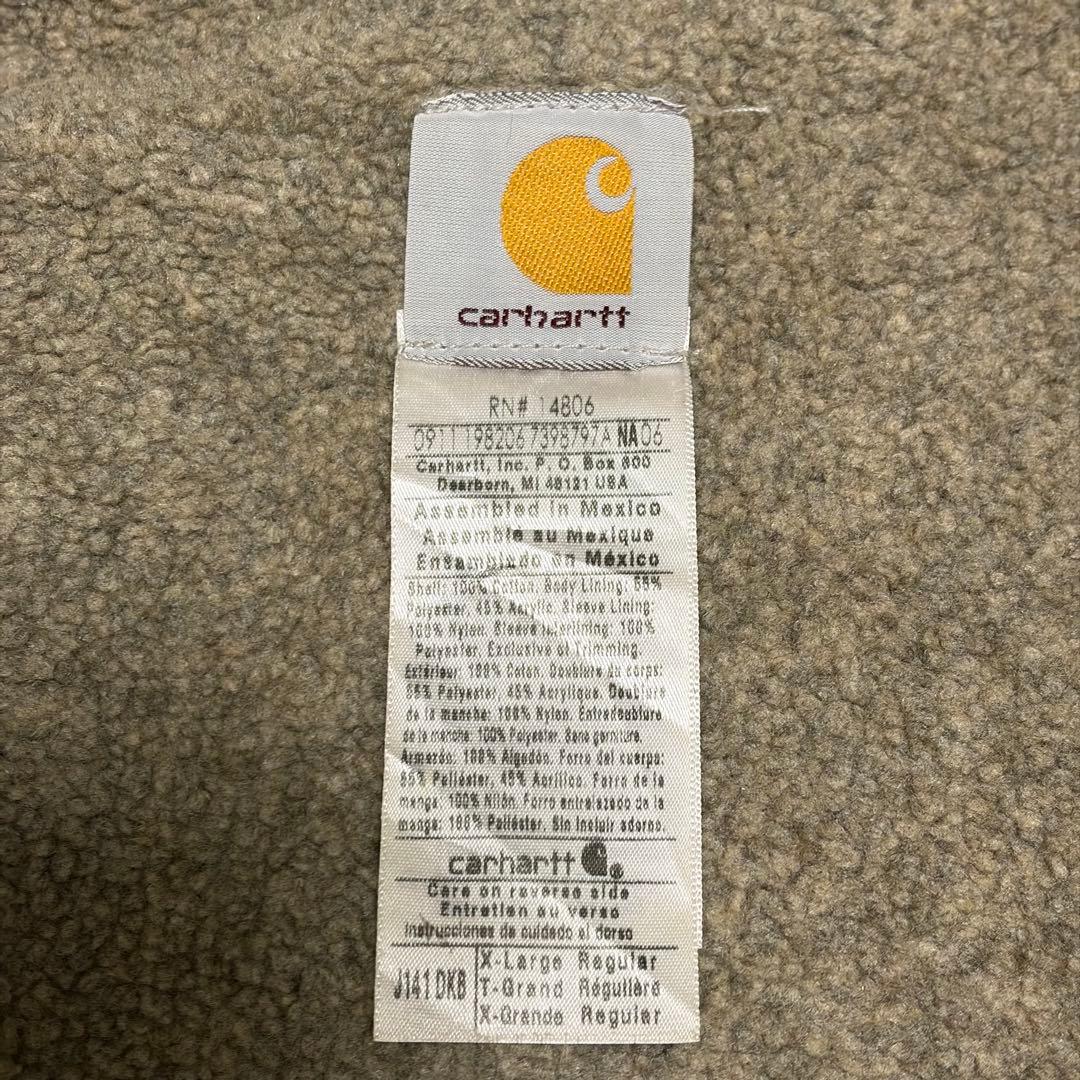 carhartt
RN# 14806
0911 198206 7398797A NA06
Carhartt, Inc. P. O. Box 600
Dearborn, MI 48121 USA
Assembled in Mexico
Assemble au Mexique
Ensamblado en México
Shell: 100% Cotton. Body Lining: 55%
Polyester, 45% Acrylic. Sleeve Lining:
100% Nylon. Sleeve Interlining: 100%
Polyester. Exclusive of Trimming.
Extérieur: 100% Coton. Doublure du corps:
55% Polyester, 45% Acrylique. Doublure
de la manche: 100% Nylon. Entredoublure
de la manche: 100% Polyester. Sans garniture.
Armarón: 100% Algodón. Forro del cuerpo:
55% Poliéster, 45% Acrílico. Forro de la
manga: 100% Nilón. Forro entrelazado de la
manga: 100% Poliéster. Sin incluir adorno.
carhartt
Care on reverse side
Entretien au verso
Instrucciones de cuidado al dorso
J141 DKB
X-Large Regular
T-Grand Régulière
X-Grande Regular